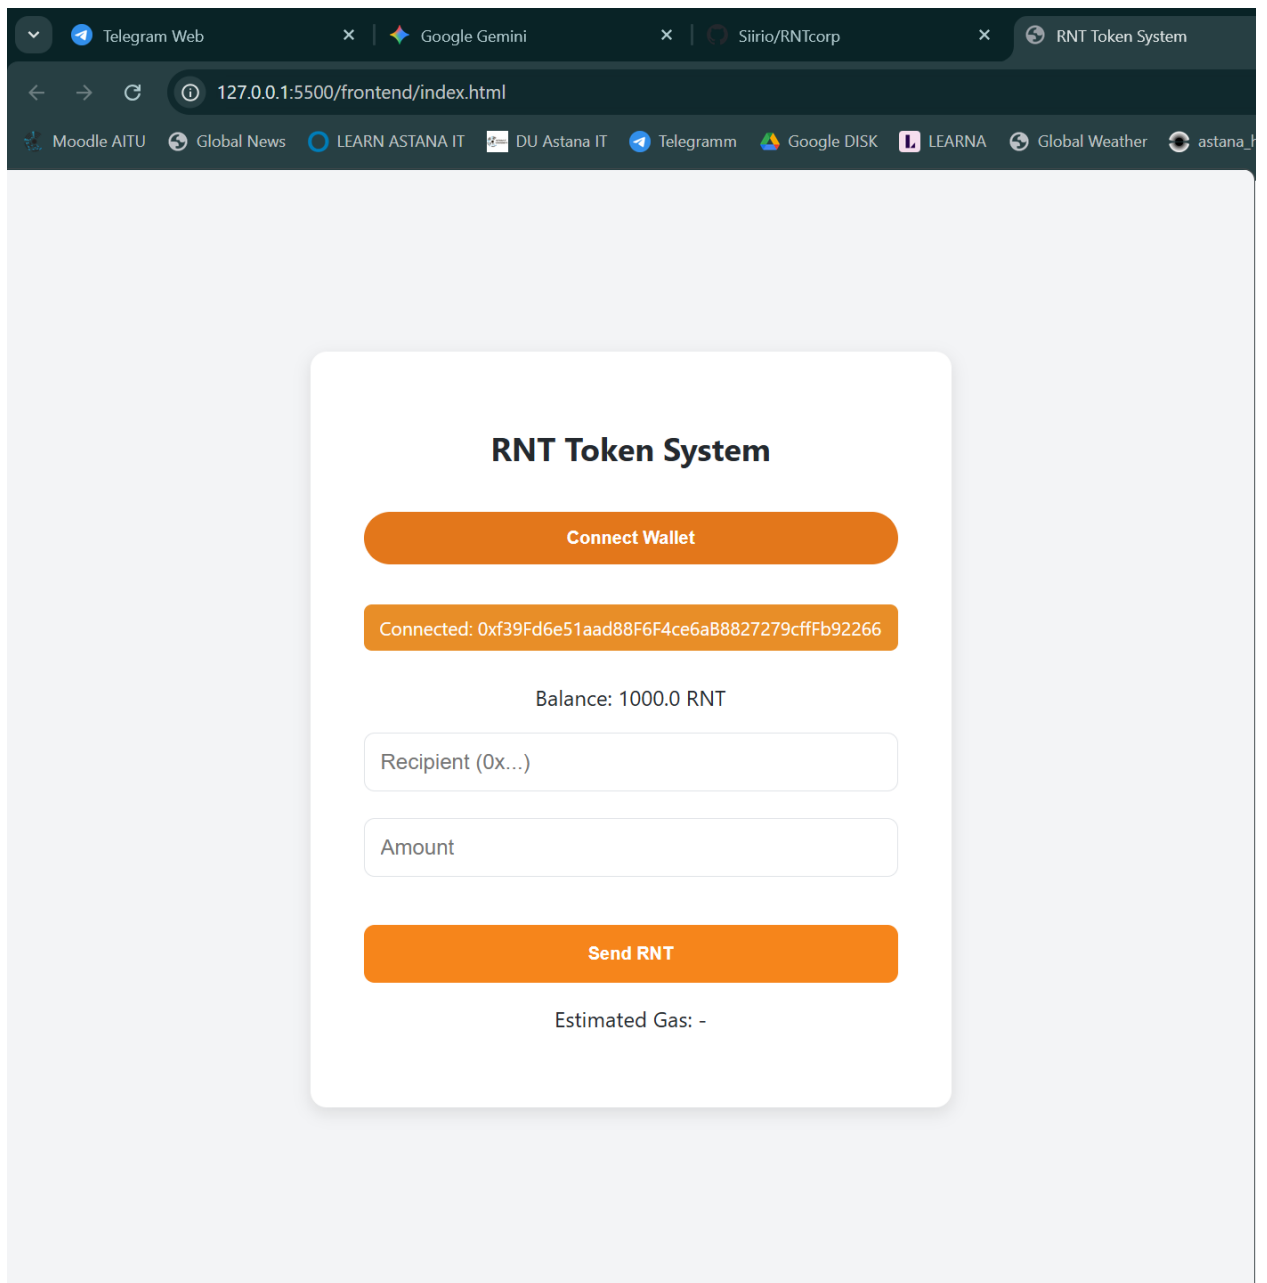 Telegram Web
Google Gemini
Siirio/RNTcorp
RNT Token System
127.0.0.1:5500/frontend/index.html
Moodle AITU
Global News
LEARN ASTANA IT
DU Astana IT
Telegramm
Google DISK
L LEARNA
Global Weather
astana_h
RNT Token System
Connect Wallet
Connected: 0xf39Fd6e51aad88F6F4ce6aB8827279cffFb92266
Balance: 1000.0 RNT
Recipient (0x...)
Amount
Send RNT
Estimated Gas: -